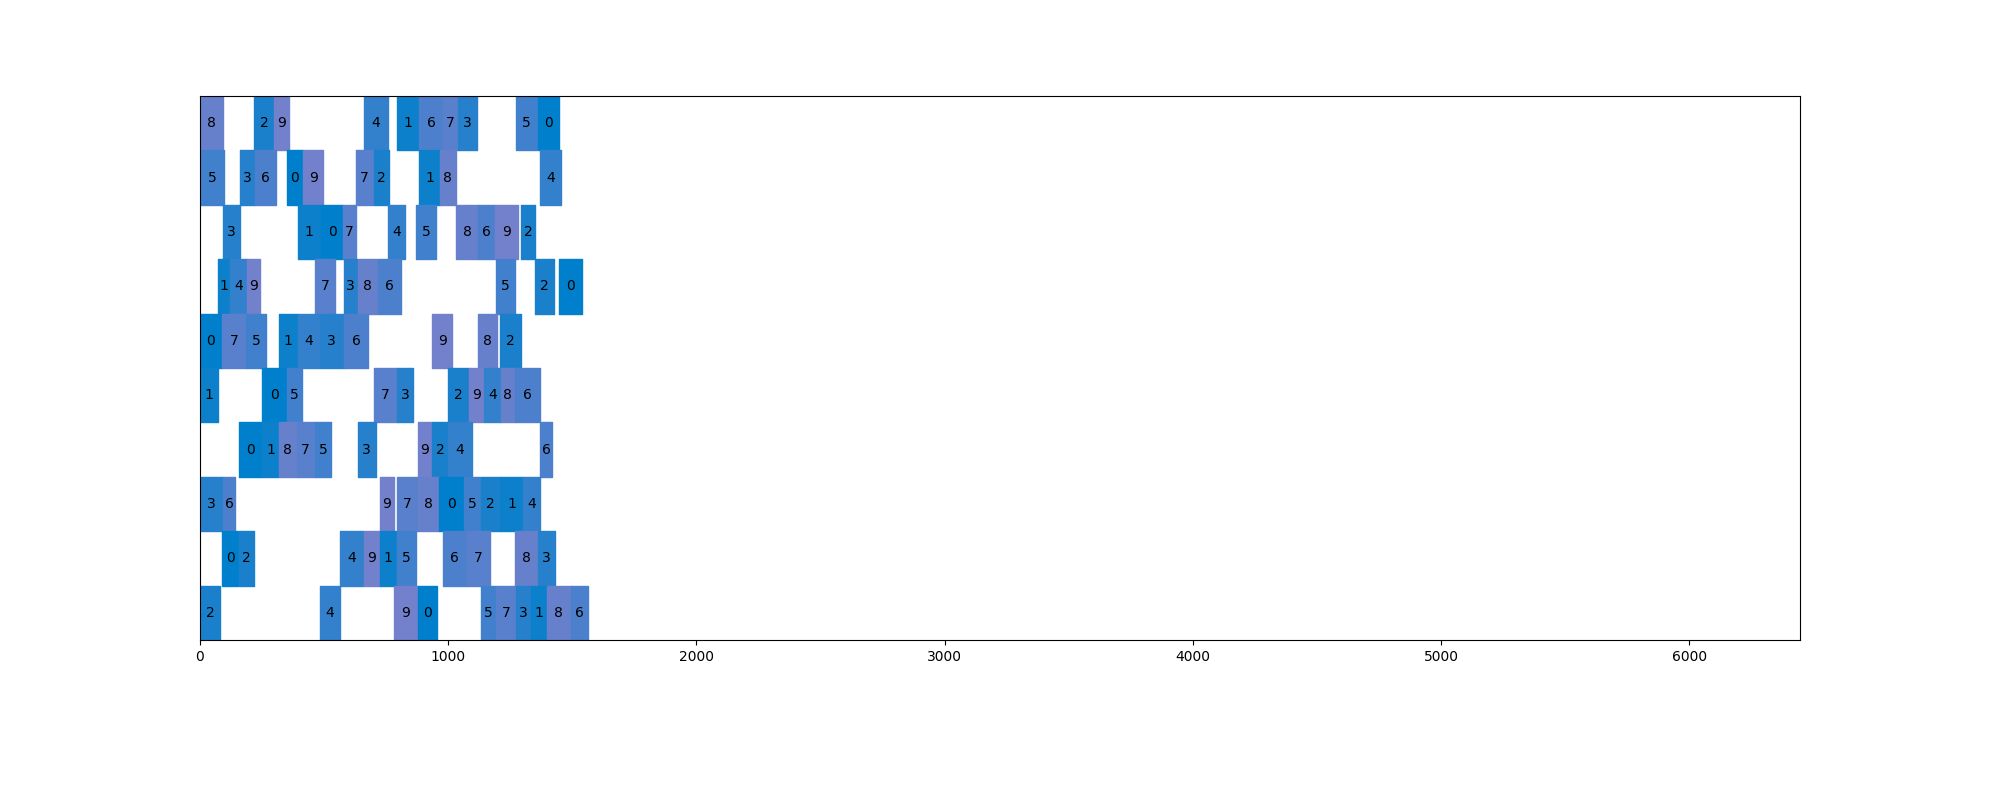 8 2 9 4 1 6 7 3 5 0
5 3 6 0 9 7 2 1 8 4
3 1 0 7 4 5 8 6 9 2
1 4 9 7 3 8 6 5 2 0
0 7 5 1 4 3 6 9 8 2
1 0 5 7 3 2 9 4 8 6
0 1 8 7 5 3 9 2 4 6
3 6 9 7 8 0 5 2 1 4
0 2 4 9 1 5 6 7 8 3
2 4 9 0 5 7 3 1 8 6
0 1000 2000 3000 4000 5000 6000